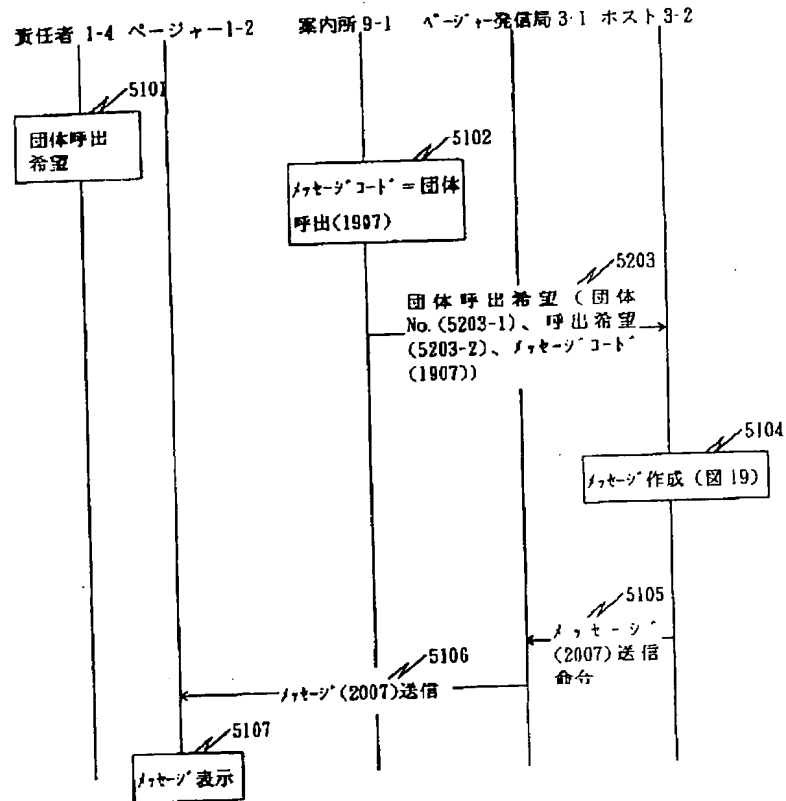 責任者 1-4 ページャー1-2 案内所 9-1 ページャー発信局 3-1 ホスト 3-2
5101
団体呼出
希望
5102
メッセージコード=団体
呼出(1907)
5203
団体呼出希望(団体
No.(5203-1)、呼出希望
(5203-2)、メッセージコード
(1907))
5104
メッセージ作成(図19)
5105
メッセージ
(2007)送信
命令
5106
メッセージ(2007)送信
5107
メッセージ表示